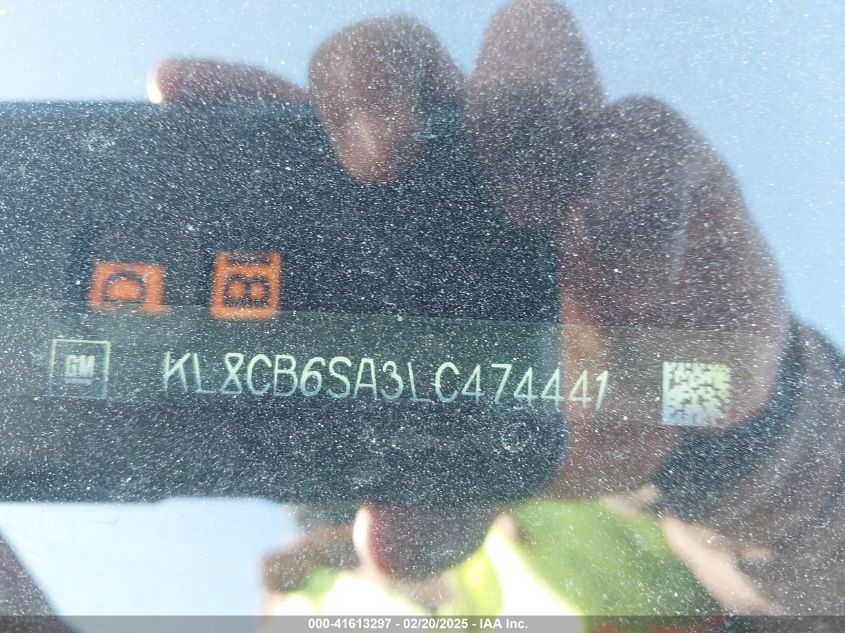 GM KL8CB6SA3LC474441
000-41613297 - 02/20/2025 - IAA Inc.